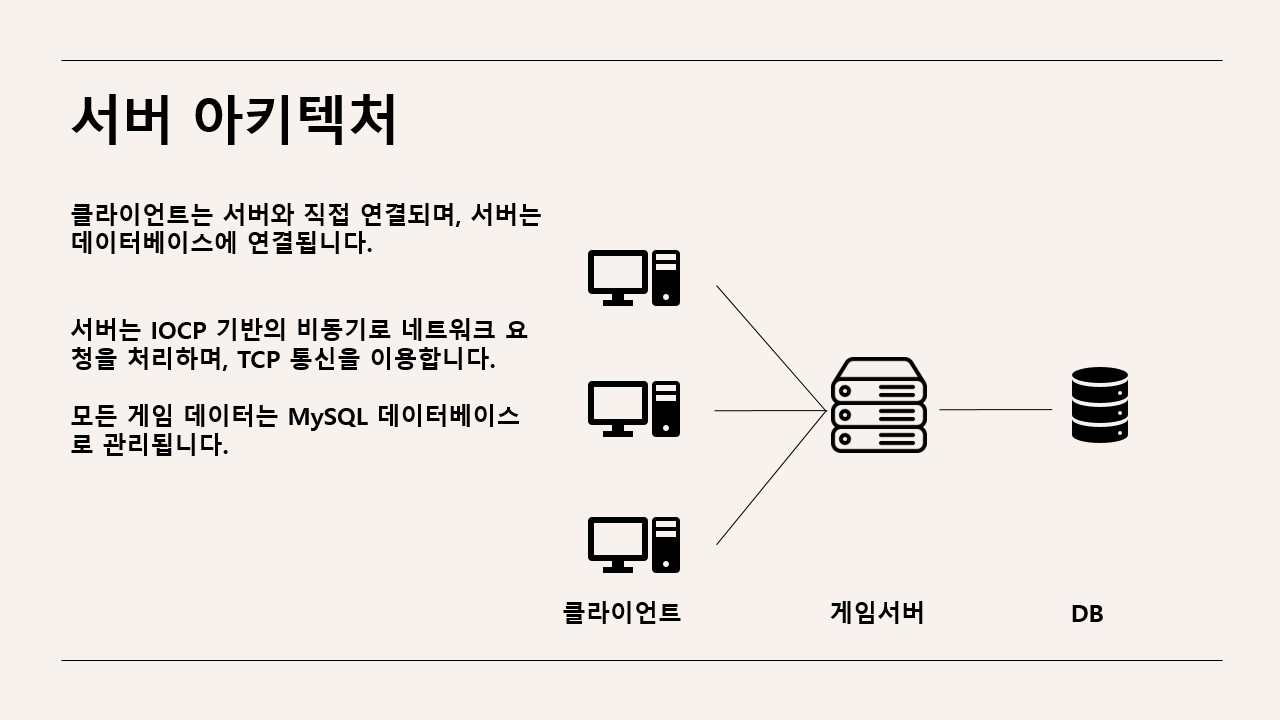 서버 아키텍처
클라이언트는 서버와 직접 연결되며, 서버는
데이터베이스에 연결됩니다.
서버는 IOCP 기반의 비동기로 네트워크 요
청을 처리하며, TCP 통신을 이용합니다.
모든 게임 데이터는 MySQL 데이터베이스
로 관리됩니다.
클라이언트
게임서버
DB